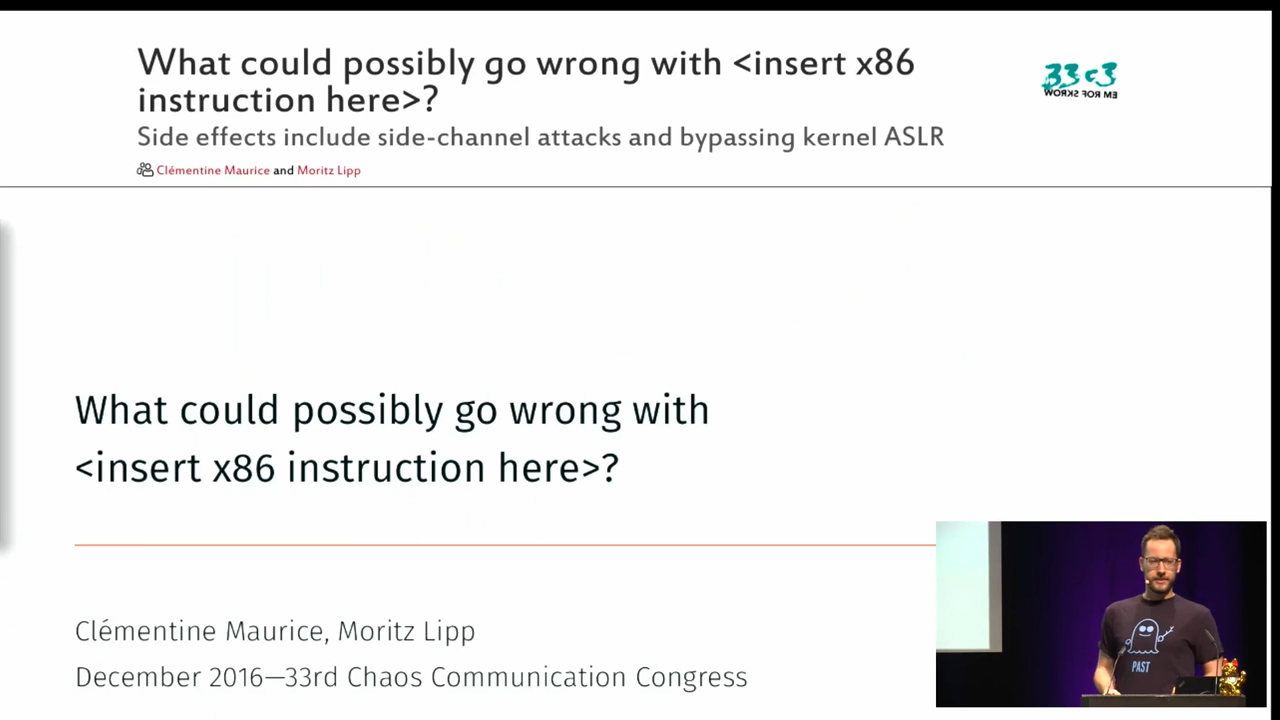 What could possibly go wrong with <insert x86
instruction here>?
Side effects include side-channel attacks and bypassing kernel ASLR
Clémentine Maurice and Moritz Lipp
33c3
WORKS FOR ME
What could possibly go wrong with
<insert x86 instruction here>?
Clémentine Maurice, Moritz Lipp
December 2016—33rd Chaos Communication Congress
PAST